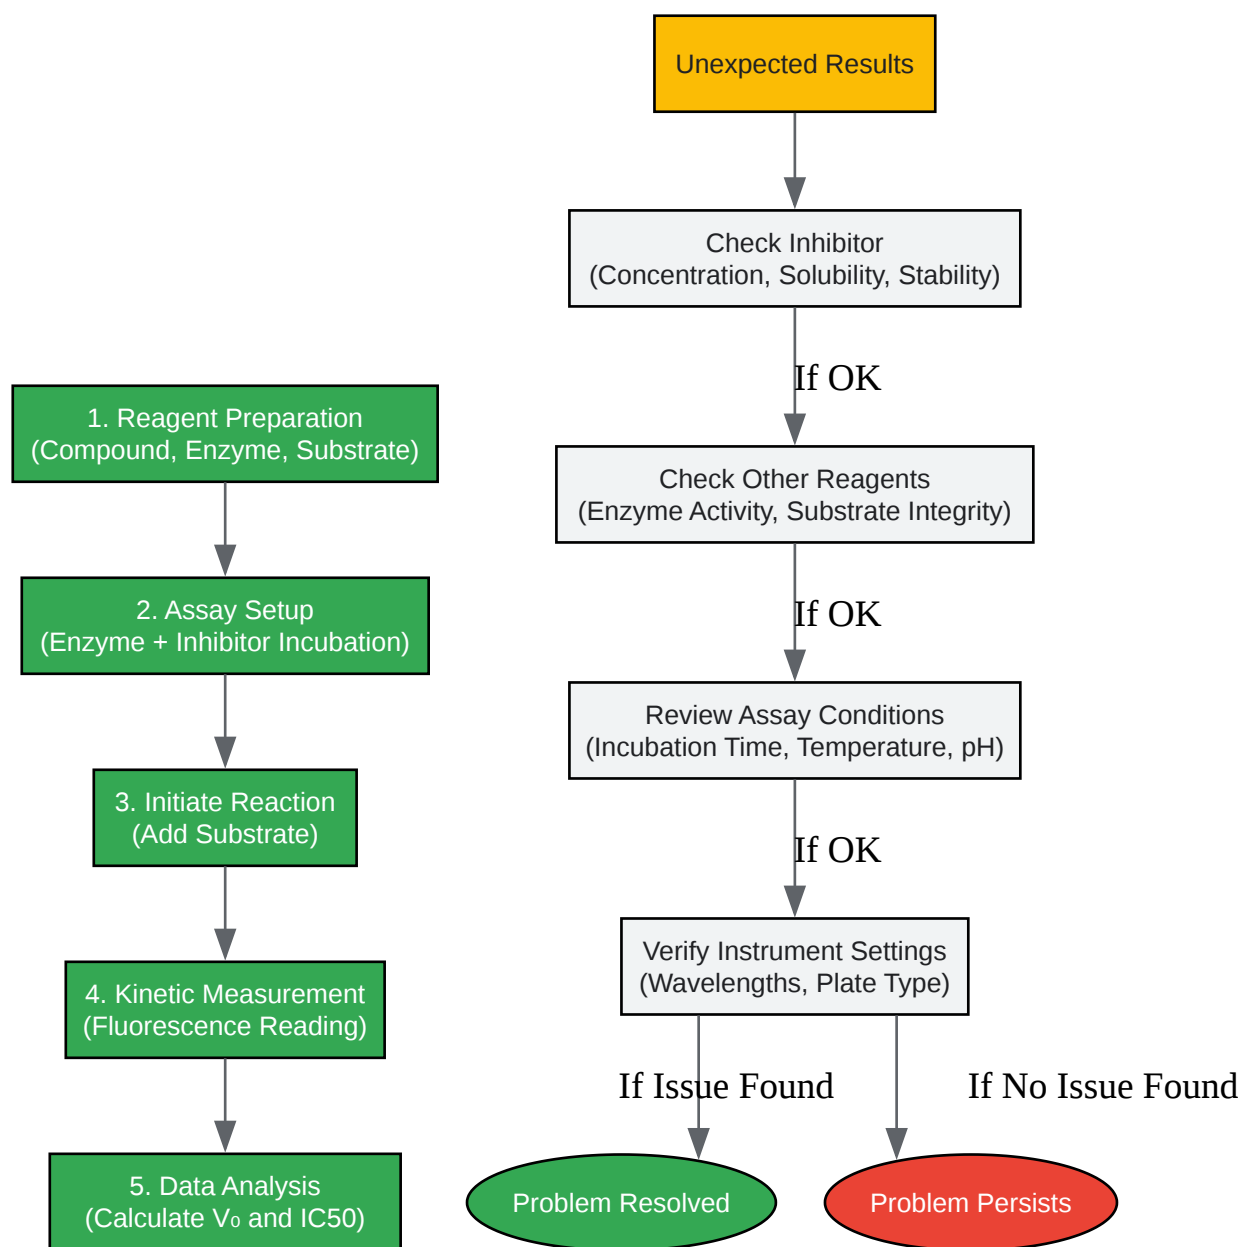 Unexpected Results
Check Inhibitor
(Concentration, Solubility, Stability)
If OK
Check Other Reagents
(Enzyme Activity, Substrate Integrity)
If OK
Review Assay Conditions
(Incubation Time, Temperature, pH)
If OK
Verify Instrument Settings
(Wavelengths, Plate Type)
If Issue Found
If No Issue Found
Problem Resolved
Problem Persists
1. Reagent Preparation
(Compound, Enzyme, Substrate)
2. Assay Setup
(Enzyme + Inhibitor Incubation)
3. Initiate Reaction
(Add Substrate)
4. Kinetic Measurement
(Fluorescence Reading)
5. Data Analysis
(Calculate V₀ and IC50)